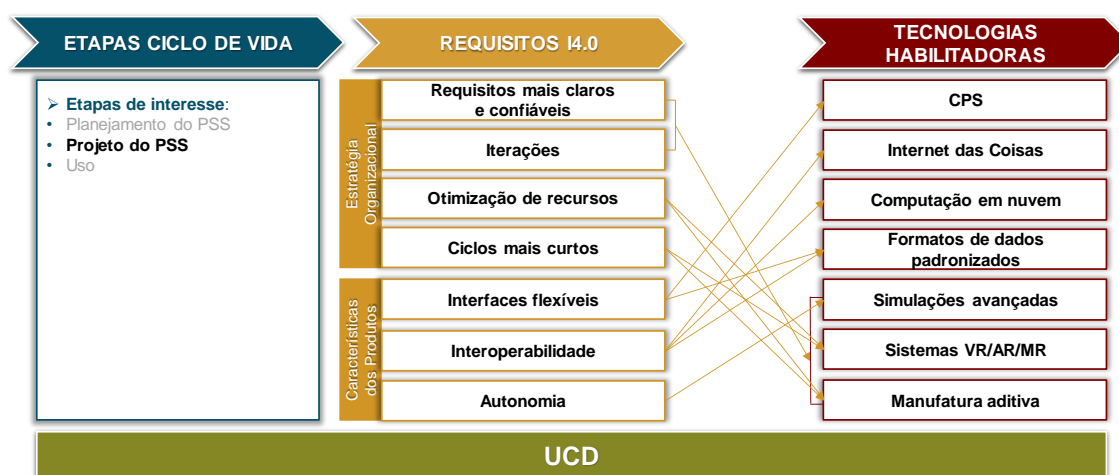 ETAPAS CICLO DE VIDA
REQUISITOS I4.0
TECNOLOGIAS
HABILITADORAS
➢ Etapas de interesse:
• Planejamento do PSS
• Projeto do PSS
• Uso
Estratégia
Organizacional
Requisitos mais claros
e confiáveis
Iterações
Otimização de recursos
Ciclos mais curtos
Características
dos Produtos
Interfaces flexíveis
Interoperabilidade
Autonomia
CPS
Internet das Coisas
Computação em nuvem
Formatos de dados
padronizados
Simulações avançadas
Sistemas VR/AR/MR
Manufatura aditiva
UCD